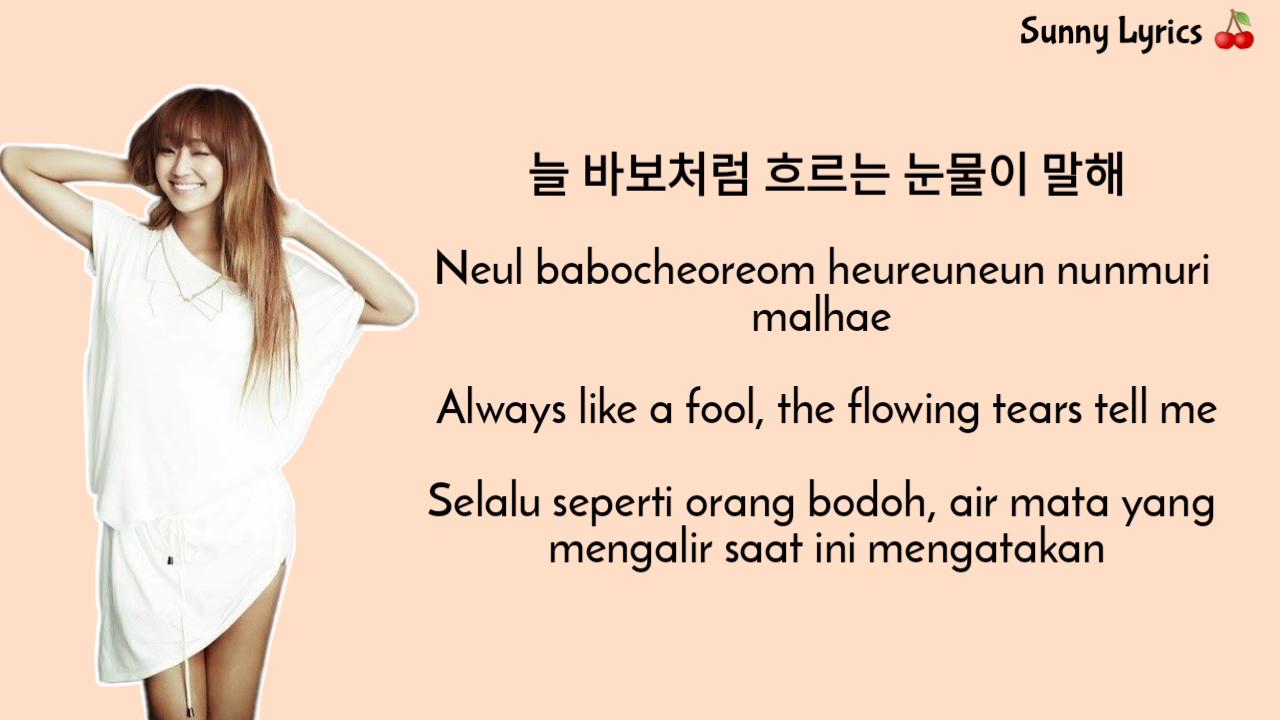 Sunny Lyrics 🍒
늘 바보처럼 흐르는 눈물이 말해
Neul babocheoreom heureuneun nunmuri
malhae
Always like a fool, the flowing tears tell me
Selalu seperti orang bodoh, air mata yang
mengalir saat ini mengatakan